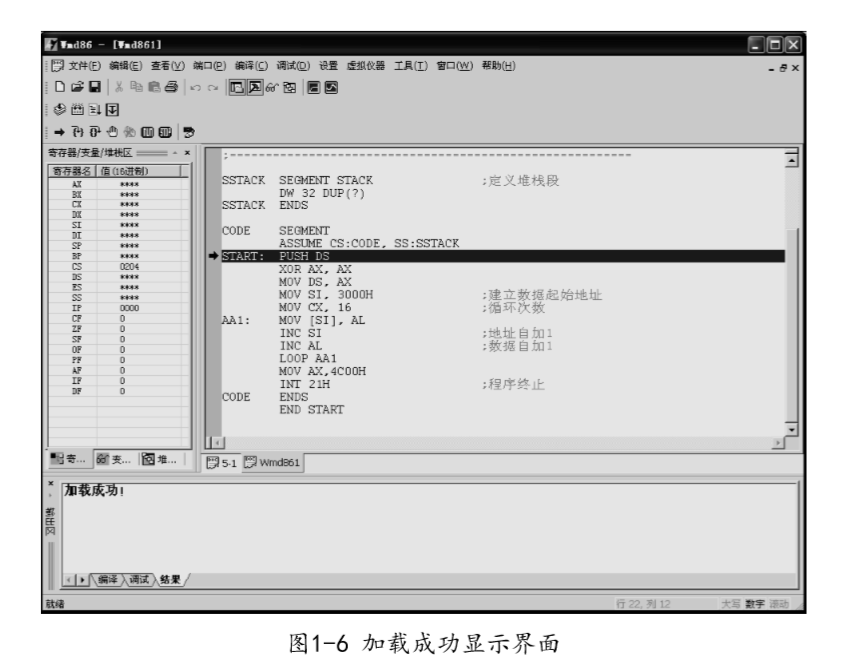 Wmd86 - [Wmd861]
文件(F) 编辑(E) 查看(V) 端口(P) 编译(C) 调试(D) 设置 虚拟仪器 工具(T) 窗口(W) 帮助(H)
寄存器/变量/堆栈区
寄存器名 值(16进制)
AX ****
BX ****
CX ****
DX ****
SI ****
DI ****
SP ****
BP ****
CS 0204
DS ****
ES ****
SS ****
IP 0000
CF 0
ZF 0
SF 0
OF 0
PF 0
AF 0
IF 0
DF 0
寄... 变... 堆...
;----------------------------------------------------
SSTACK SEGMENT STACK ;定义堆栈段
DW 32 DUP(?)
SSTACK ENDS
CODE SEGMENT
ASSUME CS:CODE, SS:SSTACK
START: PUSH DS
XOR AX, AX
MOV DS, AX
MOV SI, 3000H ;建立数据起始地址
MOV CX, 16 ;循环次数
AA1: MOV [SI], AL
INC SI ;地址自加1
INC AL ;数据自加1
LOOP AA1
MOV AX,4C00H
INT 21H ;程序终止
CODE ENDS
END START
5-1 Wmd861
加载成功!
输出区
编译 调试 结果
就绪 行 22, 列 12 大写 数字 滚动
图1-6 加载成功显示界面